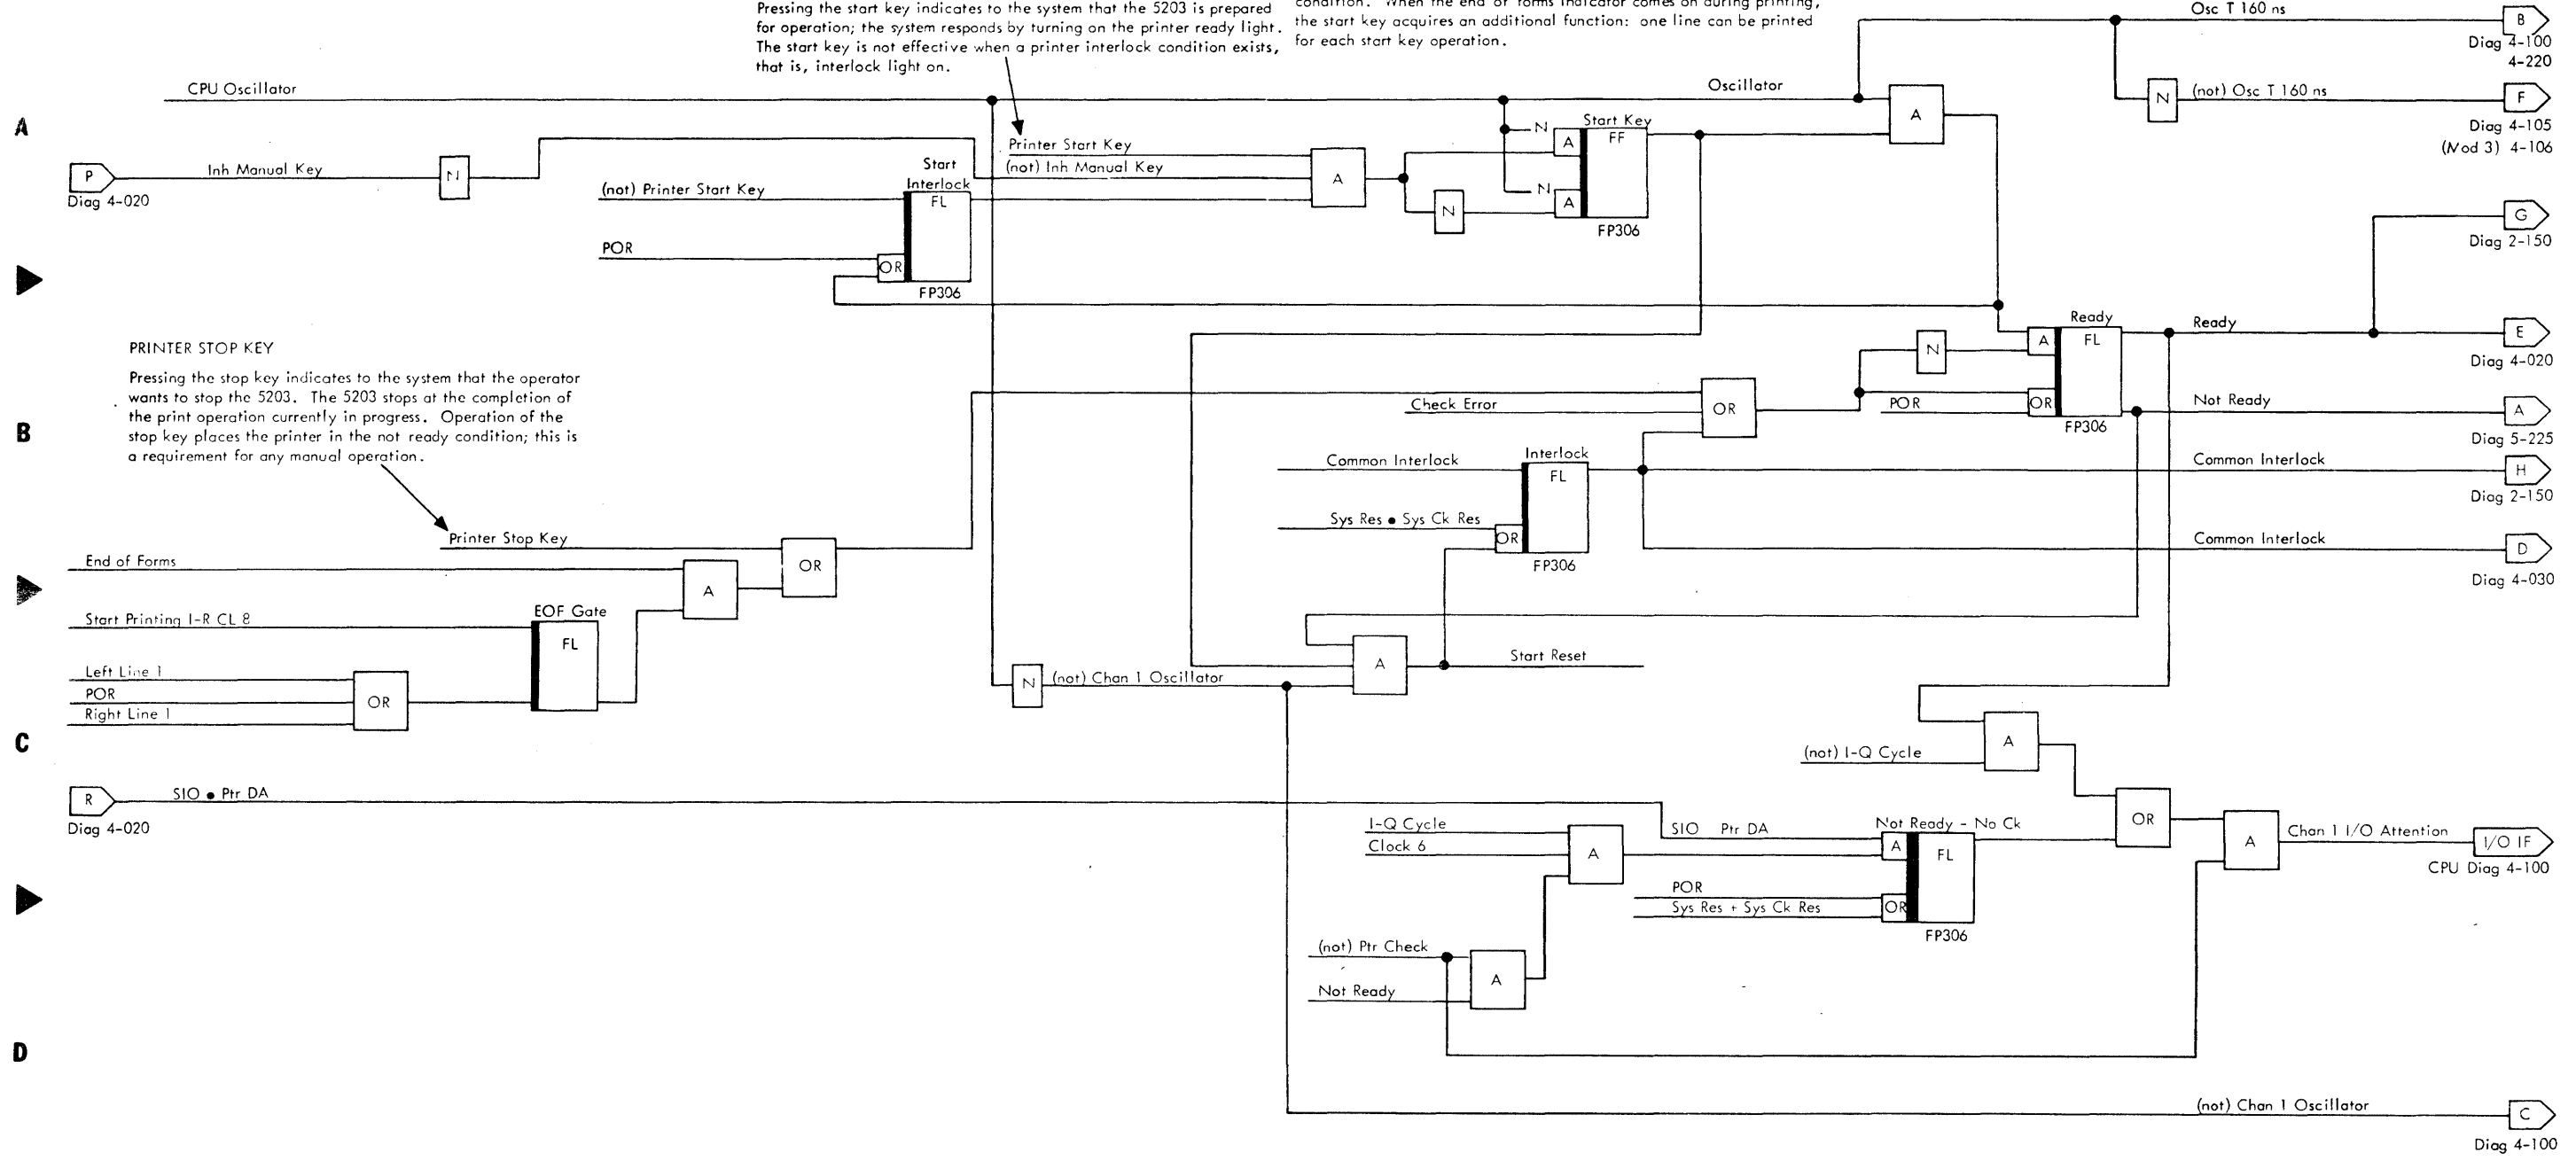 Pressing the start key indicates to the system that the 5203 is prepared
for operation; the system responds by turning on the printer ready light.
The start key is not effective when a printer interlock condition exists,
that is, interlock light on.
condition. When the end of forms indicator comes on during printing,
the start key acquires an additional function: one line can be printed
for each start key operation.
Osc T 160 ns
B
Diag 4-100
4-220
CPU Oscillator
Oscillator
A
N
(not) Osc T 160 ns
F
Diag 4-105
(Mod 3) 4-106
A
Printer Start Key
N
Start Key
A
FF
N
A
FP306
P
Inh Manual Key
N
Diag 4-020
Start
Interlock
(not) Inh Manual Key
A
N
(not) Printer Start Key
FL
POR
OR
FP306
G
Diag 2-150
Ready
A
FL
Ready
E
Diag 4-020
N
PRINTER STOP KEY
Pressing the stop key indicates to the system that the operator
wants to stop the 5203. The 5203 stops at the completion of
the print operation currently in progress. Operation of the
stop key places the printer in the not ready condition; this is
a requirement for any manual operation.
Check Error
OR
POR
OR
FP306
Not Ready
A
Diag 5-225
B
Common Interlock
Interlock
FL
Common Interlock
H
Diag 2-150
Sys Res • Sys Ck Res
OR
FP306
Common Interlock
D
Diag 4-030
Printer Stop Key
OR
End of Forms
A
Start Printing I-R CL 8
EOF Gate
FL
Left Line 1
POR
Right Line 1
OR
N
(not) Chan 1 Oscillator
A
Start Reset
C
(not) I-Q Cycle
A
R
SIO • Ptr DA
Diag 4-020
I-Q Cycle
Clock 6
A
SIO Ptr DA
Not Ready - No Ck
A
FL
OR
A
Chan 1 I/O Attention
I/O IF
CPU Diag 4-100
POR
Sys Res + Sys Ck Res
OR
FP306
(not) Ptr Check
A
Not Ready
D
(not) Chan 1 Oscillator
C
Diag 4-100